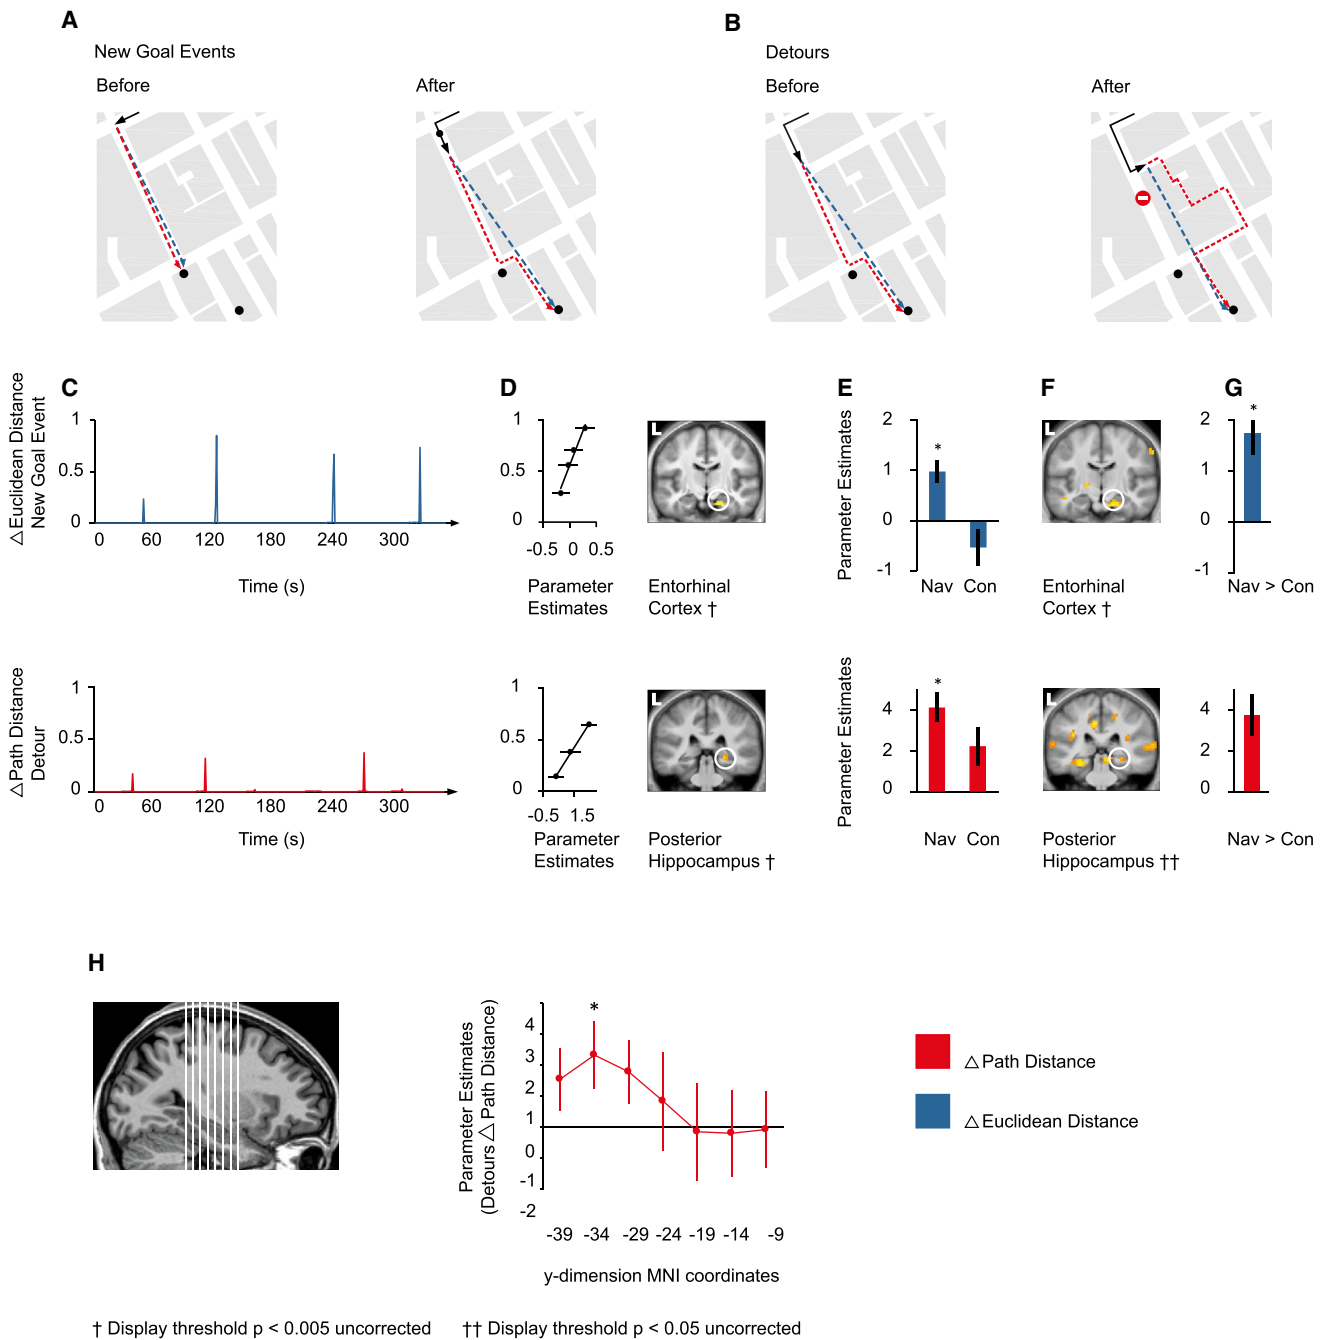 A
New Goal Events
Before
After
B
Detours
Before
After
C
△Euclidean Distance
New Goal Event
1
0.5
0
0 60 120 180 240 300
Time (s)
D
1
0.5
0
-0.5 0 0.5
Parameter
Estimates
L
Entorhinal
Cortex †
E
Parameter Estimates
2
1
0
-1
*
Nav Con
F
L
Entorhinal
Cortex †
G
2
1
0
-1
*
Nav > Con
△Path Distance
Detour
1
0.5
0
0 60 120 180 240 300
Time (s)
1
0.5
0
-0.5 1.5
Parameter
Estimates
L
Posterior
Hippocampus †
Parameter Estimates
4
2
0
*
Nav Con
L
Posterior
Hippocampus ††
4
2
0
Nav > Con
H
Parameter Estimates
(Detours △ Path Distance)
4
3
2
1
0
-1
-2
*
-39 -34 -29 -24 -19 -14 -9
y-dimension MNI coordinates
△Path Distance
△Euclidean Distance
† Display threshold p < 0.005 uncorrected †† Display threshold p < 0.05 uncorrected